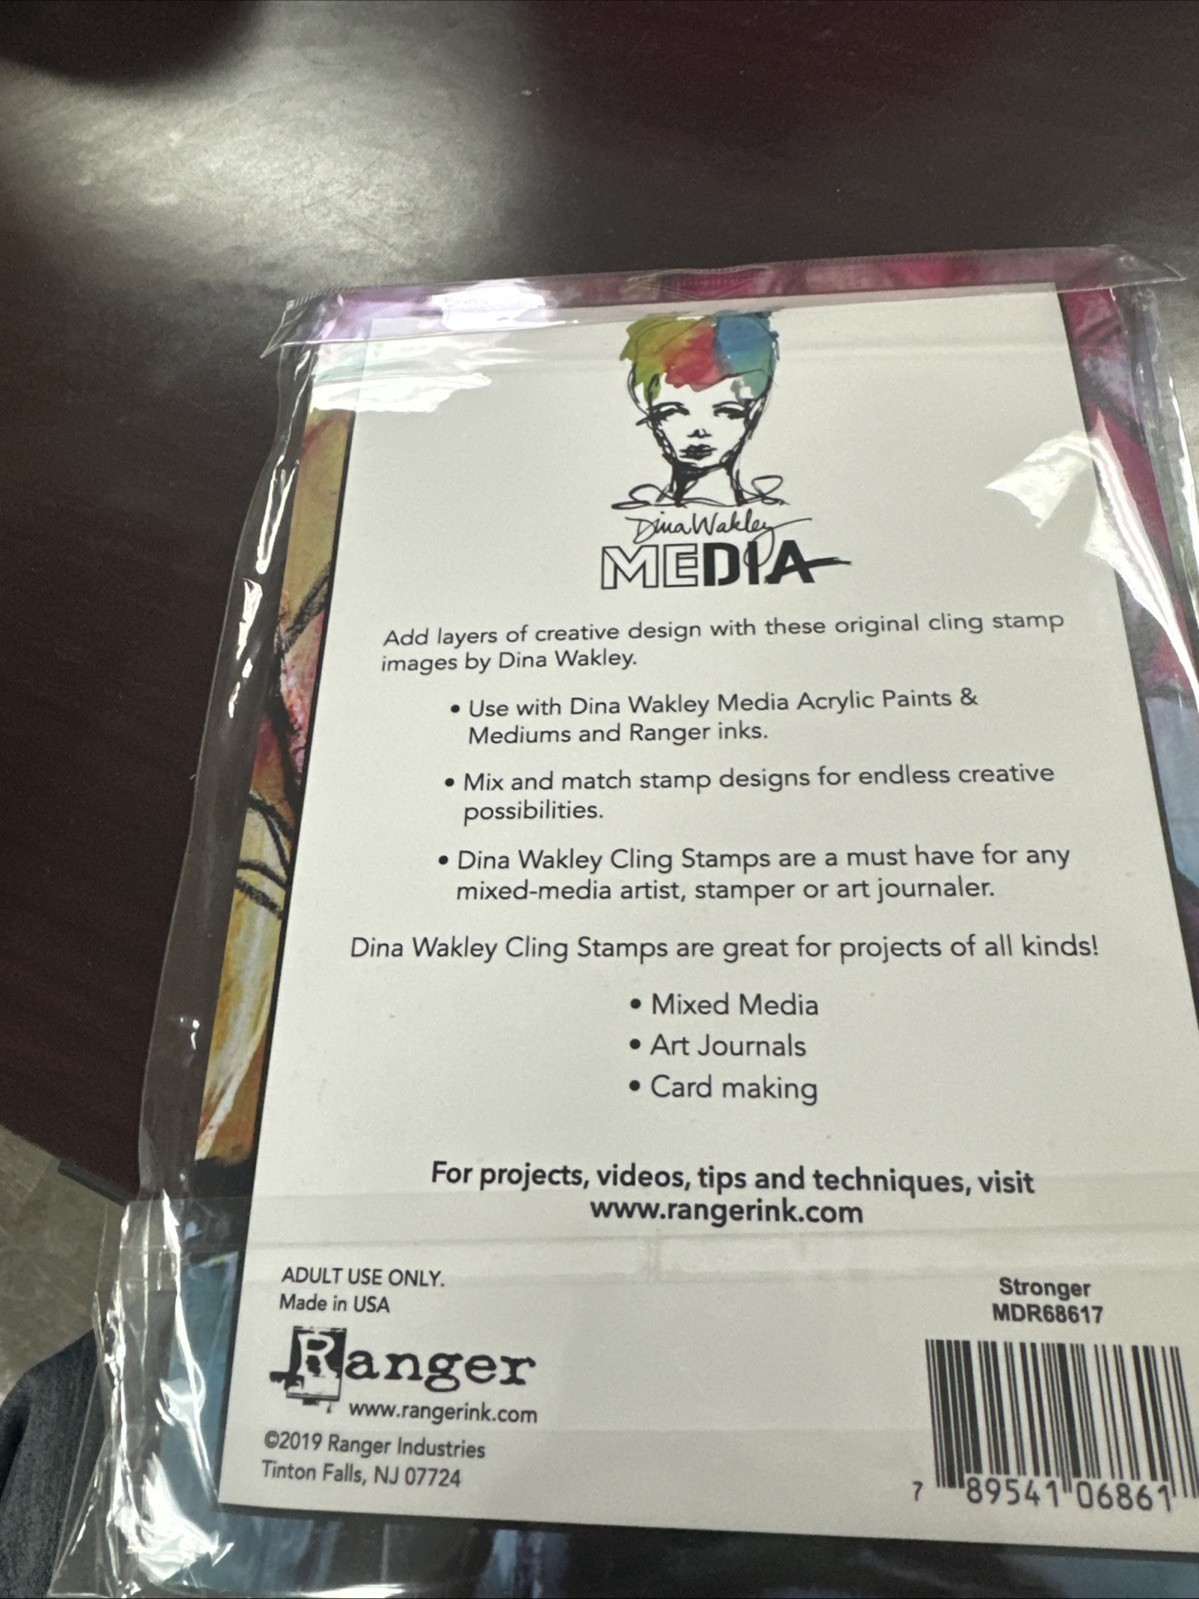 Dina Wakley
MEDIA
Add layers of creative design with these original cling stamp
images by Dina Wakley.
• Use with Dina Wakley Media Acrylic Paints &
Mediums and Ranger inks.
• Mix and match stamp designs for endless creative
possibilities.
• Dina Wakley Cling Stamps are a must have for any
mixed-media artist, stamper or art journaler.
Dina Wakley Cling Stamps are great for projects of all kinds!
• Mixed Media
• Art Journals
• Card making
For projects, videos, tips and techniques, visit
www.rangerink.com
ADULT USE ONLY.
Made in USA
Ranger
www.rangerink.com
©2019 Ranger Industries
Tinton Falls, NJ 07724
Stronger
MDR68617
7 89541 06861